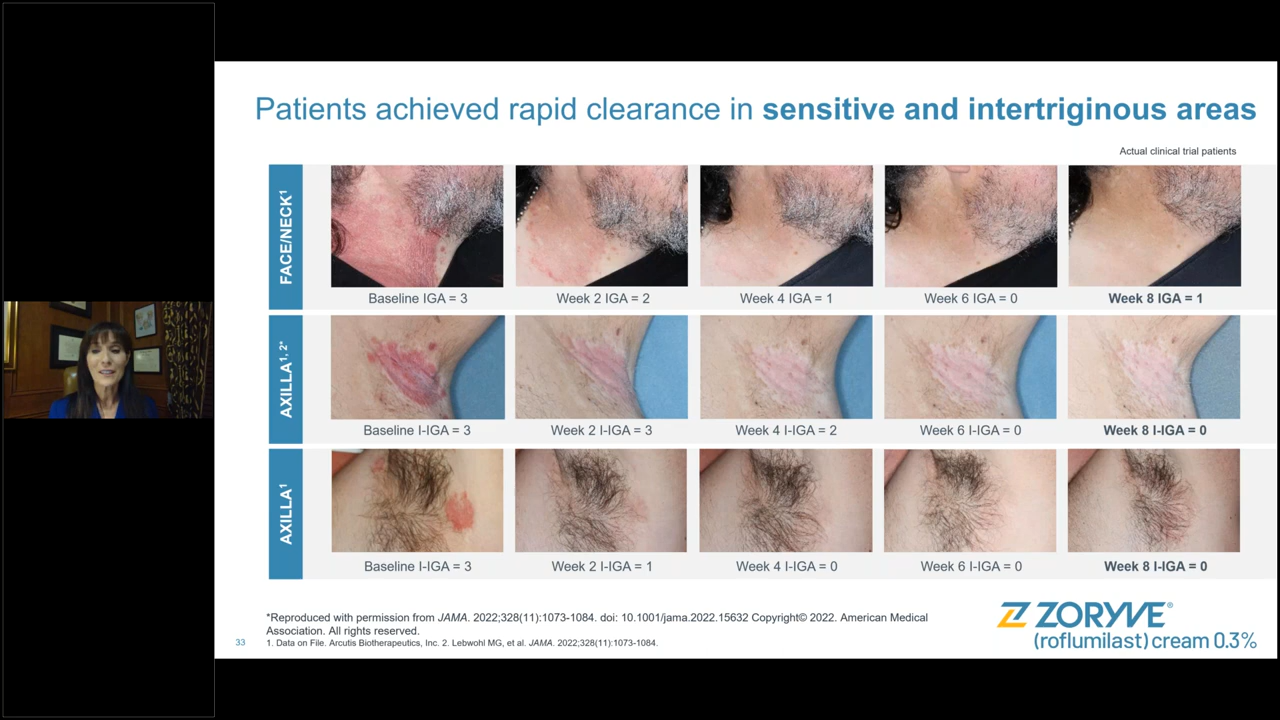 Patients achieved rapid clearance in sensitive and intertriginous areas
Actual clinical trial patients
FACE/NECK1
Baseline IGA = 3
Week 2 IGA = 2
Week 4 IGA = 1
Week 6 IGA = 0
Week 8 IGA = 1
AXILLA1, 2*
Baseline I-IGA = 3
Week 2 I-IGA = 3
Week 4 I-IGA = 2
Week 6 I-IGA = 0
Week 8 I-IGA = 0
AXILLA1
Baseline I-IGA = 3
Week 2 I-IGA = 1
Week 4 I-IGA = 0
Week 6 I-IGA = 0
Week 8 I-IGA = 0
*Reproduced with permission from JAMA. 2022;328(11):1073-1084. doi: 10.1001/jama.2022.15632 Copyright© 2022. American Medical
Association. All rights reserved.
33
1. Data on File. Arcutis Biotherapeutics, Inc. 2. Lebwohl MG, et al. JAMA. 2022;328(11):1073-1084.
ZORYVE®
(roflumilast) cream 0.3%